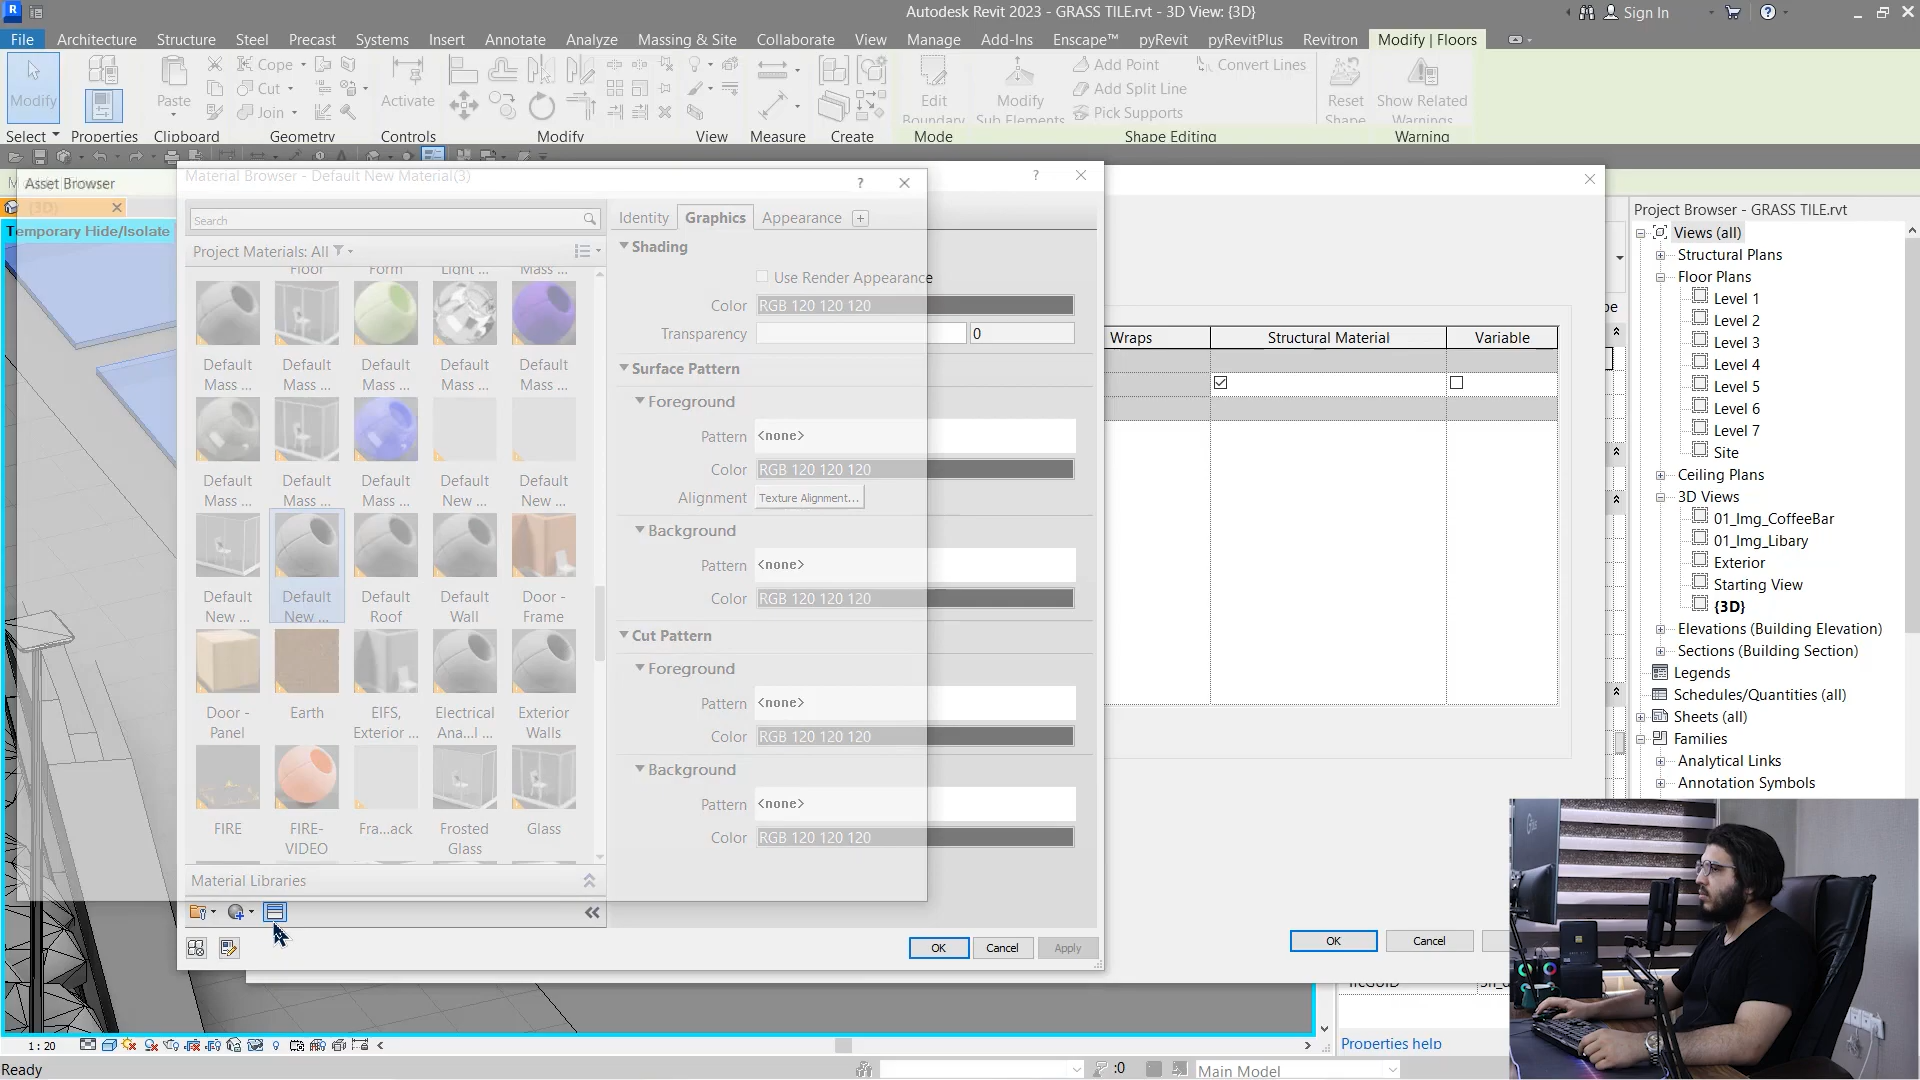 Autodesk Revit 2023 - GRASS TILE.rvt - 3D View: {3D}
Sign In
File
Architecture
Structure
Steel
Precast
Systems
Insert
Annotate
Analyze
Massing & Site
Collaborate
View
Manage
Add-Ins
Enscape™
pyRevit
pyRevitPlus
Revitron
Modify | Floors
Modify
Paste
Cope
Cut
Join
Activate
Edit
Boundary
Modify
Sub Elements
Add Point
Add Split Line
Pick Supports
Convert Lines
Reset
Shape
Show Related
Warnings
Select
Properties
Clipboard
Geometry
Controls
Modify
View
Measure
Create
Mode
Shape Editing
Warning
Asset Browser
Material Browser - Default New Material(3)
{3D}
Temporary Hide/Isolate
Search
Project Materials: All
Floor
Form
Light ...
Mass ...
Default
Mass ...
Default
Mass ...
Default
Mass ...
Default
Mass ...
Default
Mass ...
Default
Mass ...
Default
Mass ...
Default
Mass ...
Default
New ...
Default
New ...
Default
New ...
Default
New ...
Default
Roof
Default
Wall
Door -
Frame
Door -
Panel
Earth
EIFS,
Exterior ...
Electrical
Ana...l ...
Exterior
Walls
FIRE
FIRE-
VIDEO
Fra...ack
Frosted
Glass
Glass
Material Libraries
Identity
Graphics
Appearance
Shading
Use Render Appearance
Color
RGB 120 120 120
Transparency
0
Surface Pattern
Foreground
Pattern
<none>
Color
RGB 120 120 120
Alignment
Texture Alignment...
Background
Pattern
<none>
Color
RGB 120 120 120
Cut Pattern
Foreground
Pattern
<none>
Color
RGB 120 120 120
Background
Pattern
<none>
Color
RGB 120 120 120
OK
Cancel
Apply
Wraps
Structural Material
Variable
OK
Cancel
Project Browser - GRASS TILE.rvt
Views (all)
Structural Plans
Floor Plans
Level 1
Level 2
Level 3
Level 4
Level 5
Level 6
Level 7
Site
Ceiling Plans
3D Views
01_Img_CoffeeBar
01_Img_Libary
Exterior
Starting View
{3D}
Elevations (Building Elevation)
Sections (Building Section)
Legends
Schedules/Quantities (all)
Sheets (all)
Families
Analytical Links
Annotation Symbols
Properties help
1 : 20
Ready
:0
Main Model